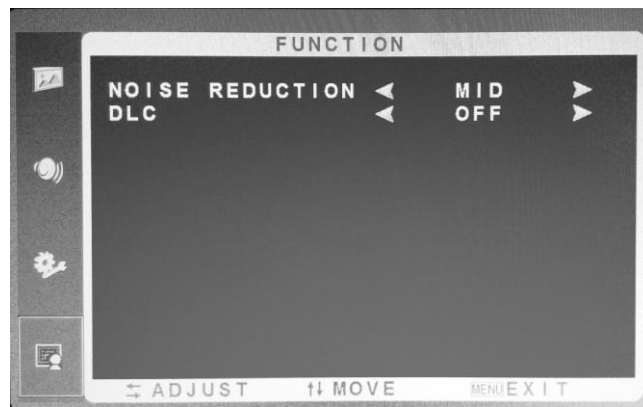 FUNCTION
NOISE REDUCTION MID
DLC OFF
ADJUST MOVE MENU EXIT